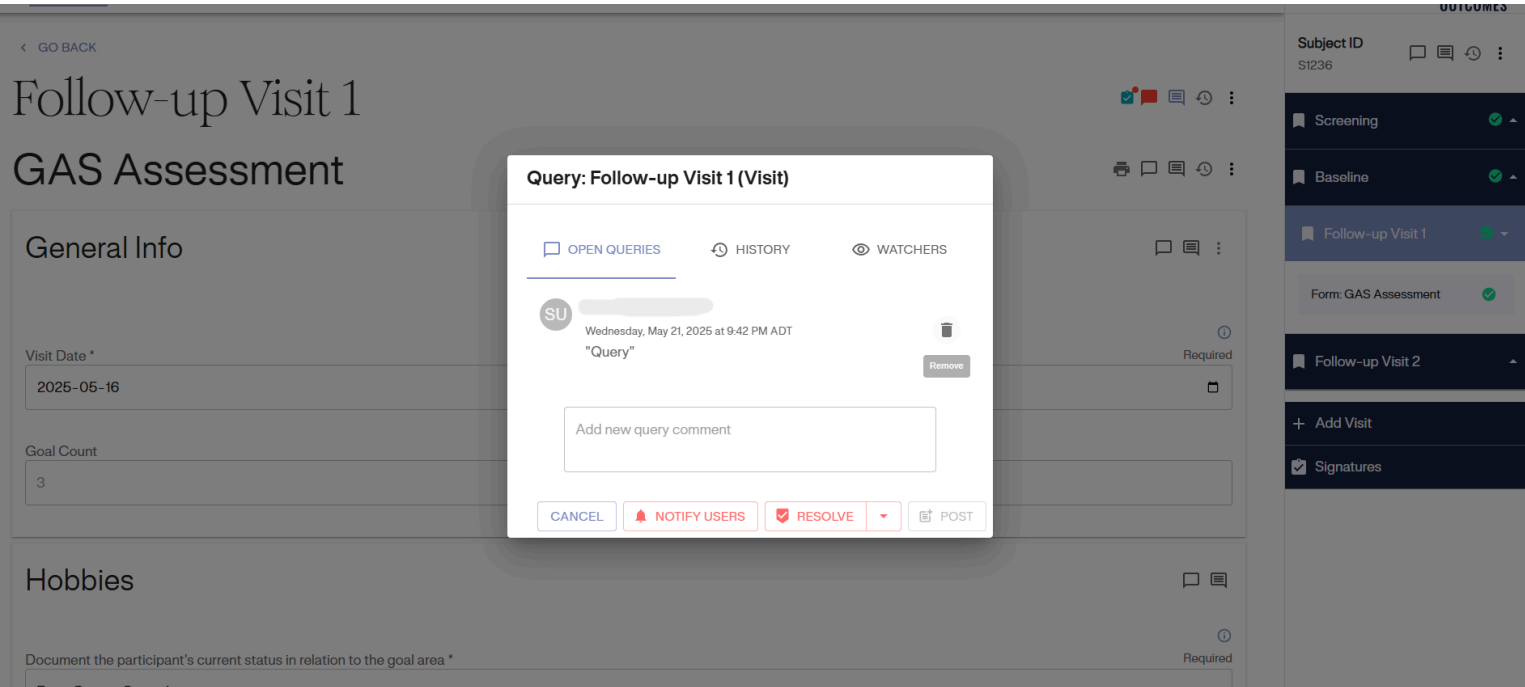 OUTCOMES
GO BACK
Follow-up Visit 1
GAS Assessment
General Info
Visit Date *
Required
2025-05-16
Goal Count
3
Hobbies
Document the participant's current status in relation to the goal area *
Required
Query: Follow-up Visit 1 (Visit)
OPEN QUERIES
HISTORY
WATCHERS
SU
Wednesday, May 21, 2025 at 9:42 PM ADT
"Query"
Remove
Add new query comment
CANCEL
NOTIFY USERS
RESOLVE
POST
Subject ID
S1236
Screening
Baseline
Follow-up Visit 1
Form: GAS Assessment
Follow-up Visit 2
Add Visit
Signatures